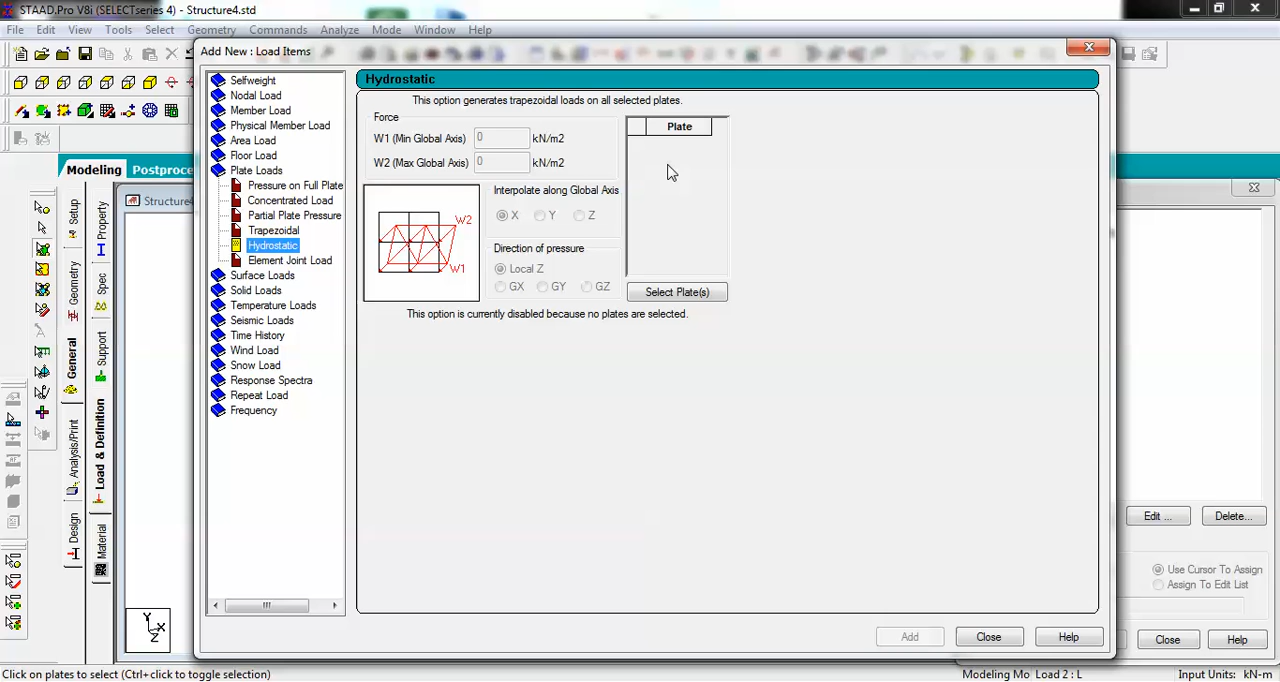 STAAD.Pro V8i (SELECTseries 4) - Structure4.std
File Edit View Tools Select Geometry Commands Analyze Mode Window Help
Add New : Load Items
Selfweight
Nodal Load
Member Load
Physical Member Load
Area Load
Floor Load
Plate Loads
Pressure on Full Plate
Concentrated Load
Partial Plate Pressure
Trapezoidal
Hydrostatic
Element Joint Load
Surface Loads
Solid Loads
Temperature Loads
Seismic Loads
Time History
Wind Load
Snow Load
Response Spectra
Repeat Load
Frequency
Hydrostatic
This option generates trapezoidal loads on all selected plates.
Force
W1 (Min Global Axis) 0 kN/m2
W2 (Max Global Axis) 0 kN/m2
Plate
Interpolate along Global Axis
X Y Z
Direction of pressure
Local Z
GX GY GZ
W2
W1
Select Plate(s)
This option is currently disabled because no plates are selected.
Add Close Help
Modeling Postproce
Structure4
Setup
Geometry
General
Analysis/Print
Design
Property
Spec
Support
Load & Definition
Material
Edit ... Delete...
Use Cursor To Assign
Assign To Edit List
Close Help
Y
X
Z
Click on plates to select (Ctrl+click to toggle selection) Modeling Mo Load 2 : L Input Units: kN-m